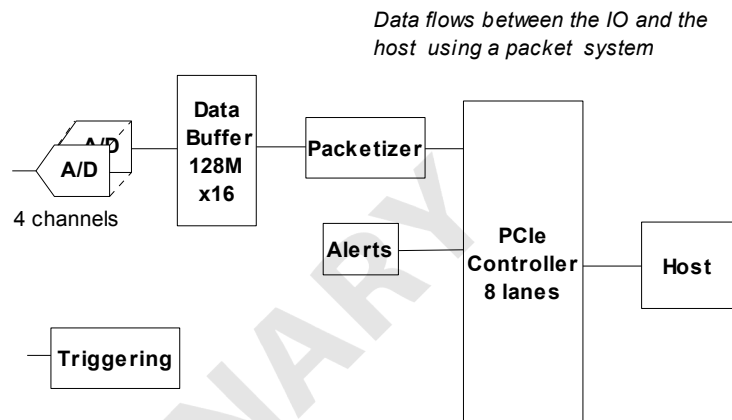 Data flows between the IO and the
host using a packet system
Data
Buffer
128M
x16
Packetizer
A/D
A/D
4 channels
Alerts
PCIe
Controller
8 lanes
Host
Triggering
NARY